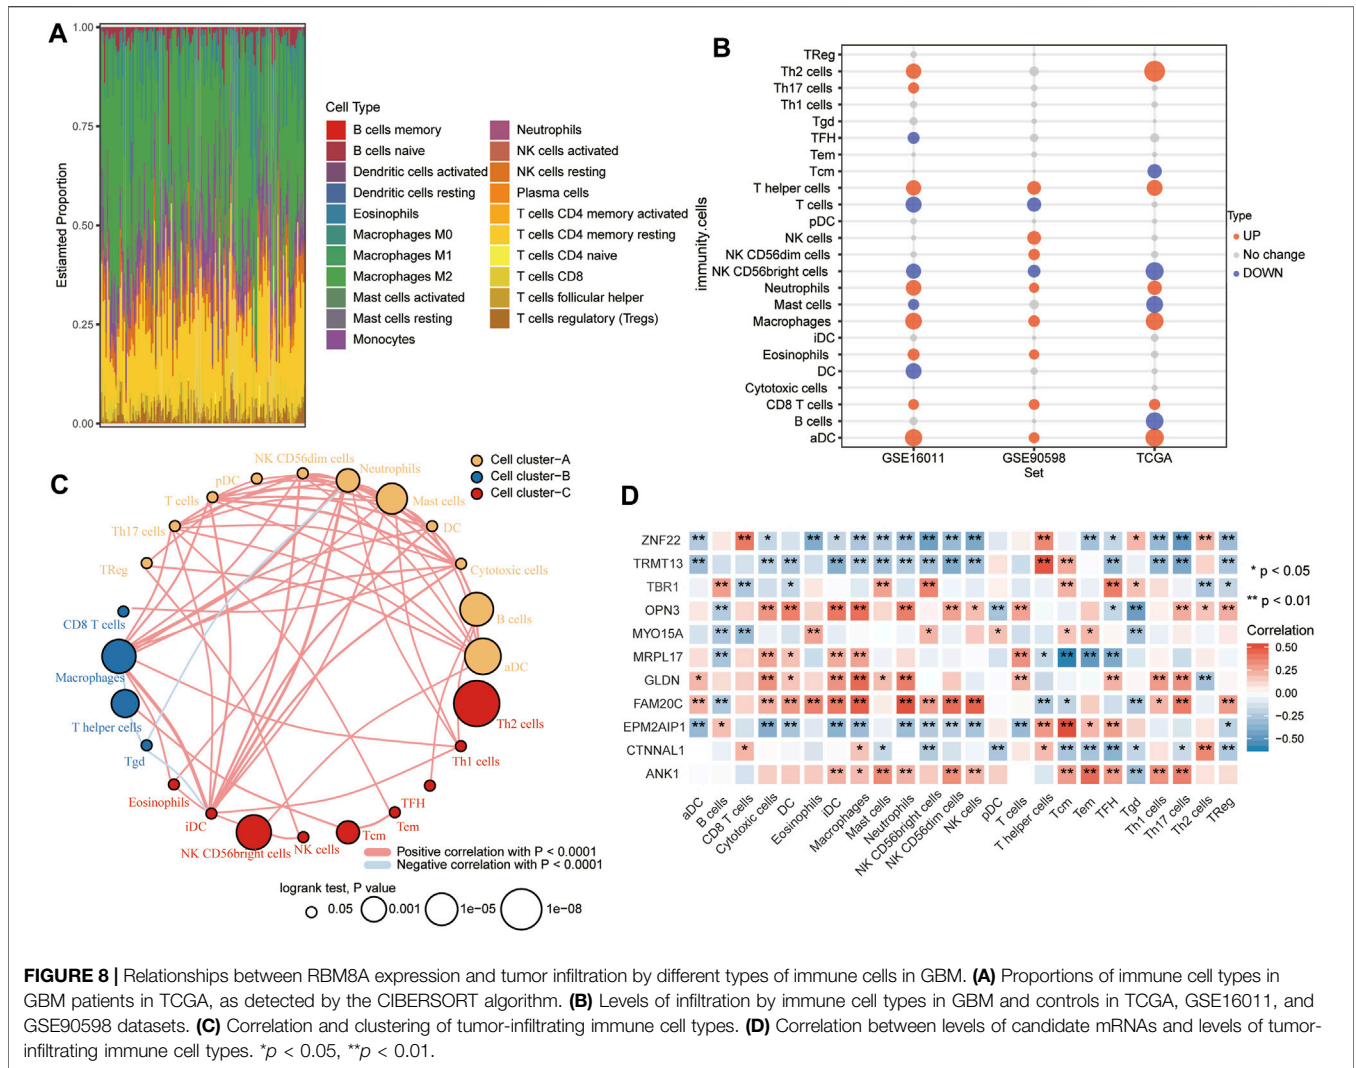 A
1.00
0.75
0.50
0.25
0.00
Estiamted Proportion
Cell Type
B cells memory
B cells naive
Dendritic cells activated
Dendritic cells resting
Eosinophils
Macrophages M0
Macrophages M1
Macrophages M2
Mast cells activated
Mast cells resting
Monocytes
Neutrophils
NK cells activated
NK cells resting
Plasma cells
T cells CD4 memory activated
T cells CD4 memory resting
T cells CD4 naive
T cells CD8
T cells follicular helper
T cells regulatory (Tregs)
B
immunity.cells
TReg
Th2 cells
Th17 cells
Th1 cells
Tgd
TFH
Tem
Tcm
T helper cells
T cells
pDC
NK cells
NK CD56dim cells
NK CD56bright cells
Neutrophils
Mast cells
Macrophages
iDC
Eosinophils
DC
Cytotoxic cells
CD8 T cells
B cells
aDC
GSE16011
GSE90598
TCGA
Set
Type
UP
No change
DOWN
C
Cell cluster-A
Cell cluster-B
Cell cluster-C
NK CD56dim cells
Neutrophils
pDC
Mast cells
T cells
DC
Th17 cells
Cytotoxic cells
TReg
B cells
CD8 T cells
aDC
Macrophages
Th2 cells
T helper cells
Th1 cells
Tgd
TFH
Eosinophils
Tem
iDC
Tcm
NK CD56bright cells
NK cells
Positive correlation with P < 0.0001
Negative correlation with P < 0.0001
logrank test, P value
0.05
0.001
1e-05
1e-08
D
ZNF22
TRMT13
TBR1
OPN3
MYO15A
MRPL17
GLDN
FAM20C
EPM2AIP1
CTNNAL1
ANK1
aDC
B cells
CD8 T cells
Cytotoxic cells
DC
Eosinophils
iDC
Macrophages
Mast cells
Neutrophils
NK CD56bright cells
NK CD56dim cells
NK cells
pDC
T cells
T helper cells
Tcm
Tem
TFH
Tgd
Th1 cells
Th17 cells
Th2 cells
TReg
* p < 0.05
** p < 0.01
Correlation
0.50
0.25
0.00
-0.25
-0.50
FIGURE 8 | Relationships between RBM8A expression and tumor infiltration by different types of immune cells in GBM. (A) Proportions of immune cell types in
GBM patients in TCGA, as detected by the CIBERSORT algorithm. (B) Levels of infiltration by immune cell types in GBM and controls in TCGA, GSE16011, and
GSE90598 datasets. (C) Correlation and clustering of tumor-infiltrating immune cell types. (D) Correlation between levels of candidate mRNAs and levels of tumor-
infiltrating immune cell types. *p < 0.05, **p < 0.01.